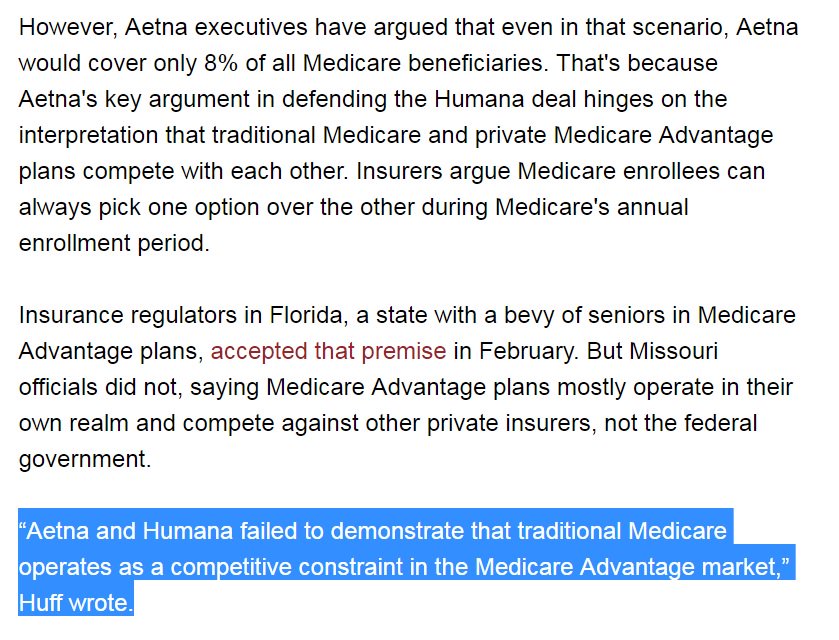 However, Aetna executives have argued that even in that scenario, Aetna
would cover only 8% of all Medicare beneficiaries. That's because
Aetna's key argument in defending the Humana deal hinges on the
interpretation that traditional Medicare and private Medicare Advantage
plans compete with each other. Insurers argue Medicare enrollees can
always pick one option over the other during Medicare's annual
enrollment period.
Insurance regulators in Florida, a state with a bevy of seniors in Medicare
Advantage plans, accepted that premise in February. But Missouri
officials did not, saying Medicare Advantage plans mostly operate in their
own realm and compete against other private insurers, not the federal
government.
“Aetna and Humana failed to demonstrate that traditional Medicare
operates as a competitive constraint in the Medicare Advantage market,”
Huff wrote.